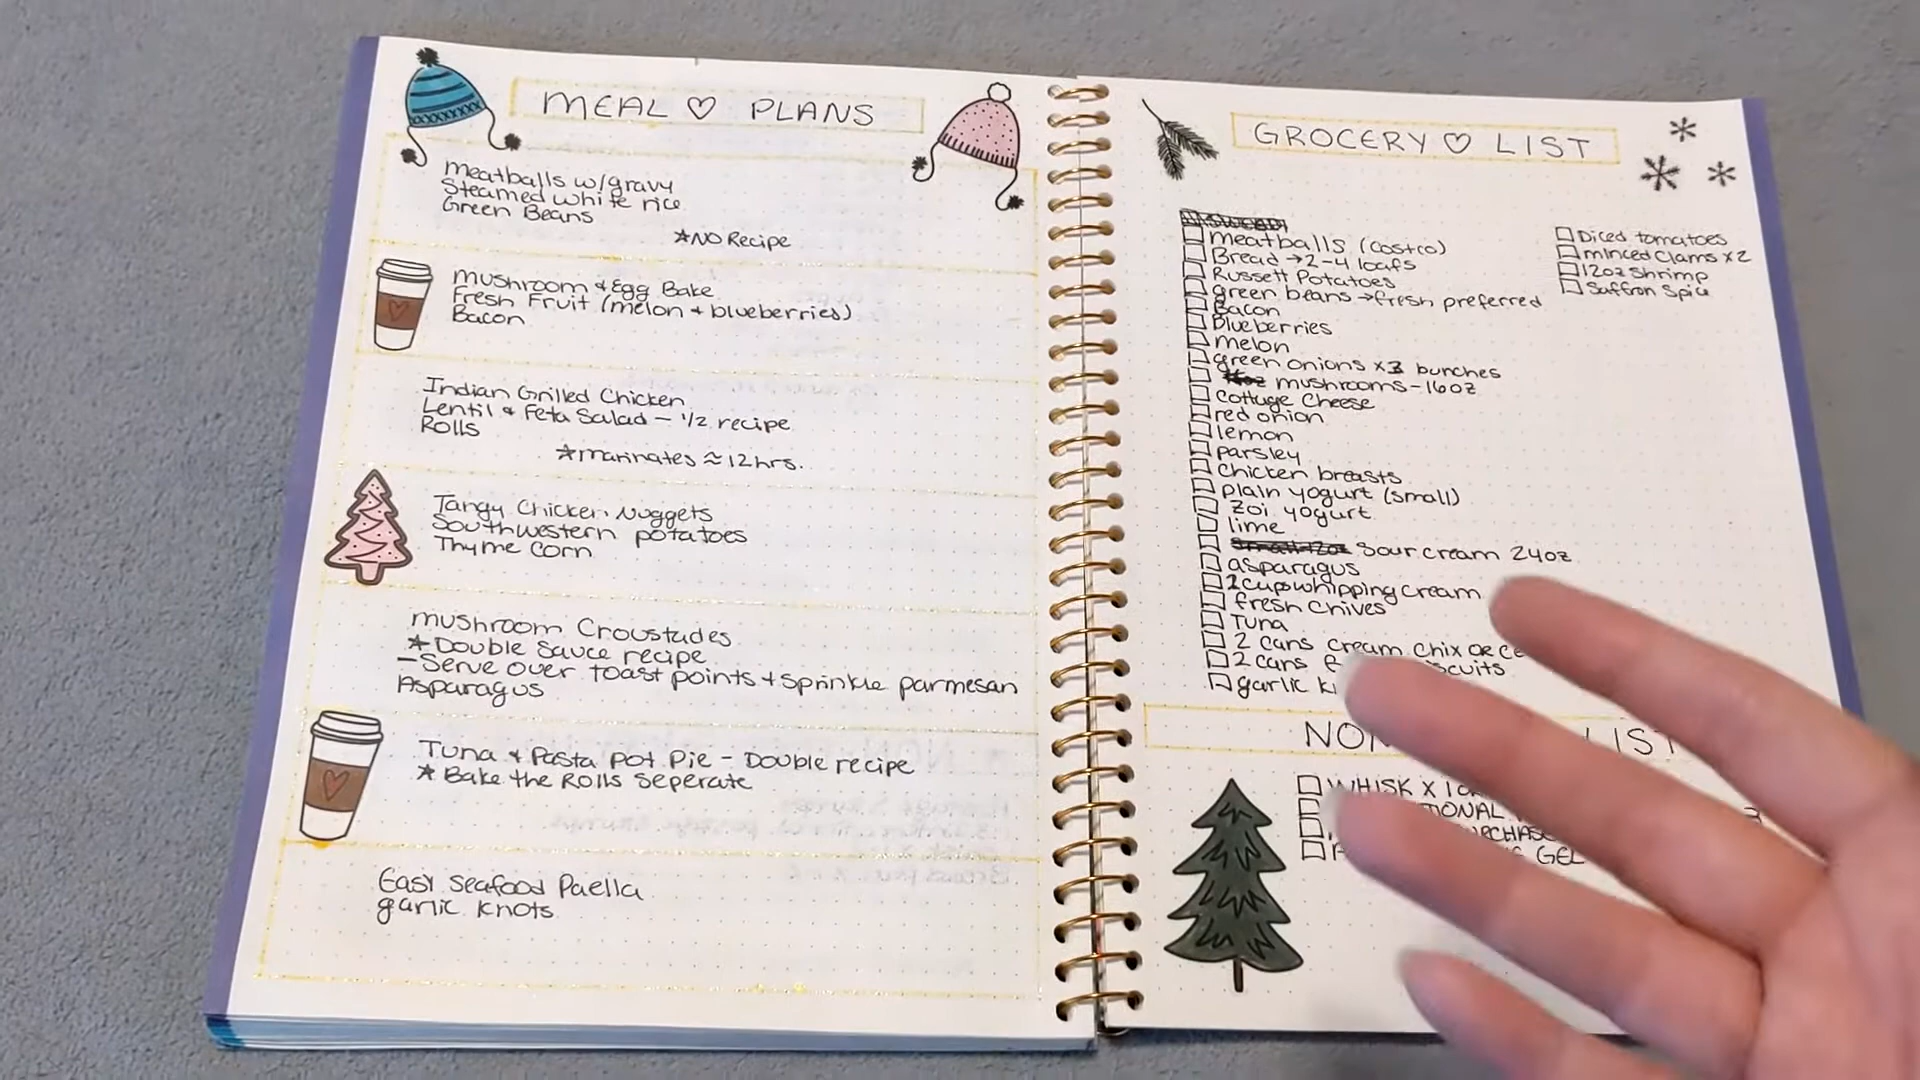 MEAL ♡ PLANS
Meatballs w/gravy
Steamed white rice
Green Beans
*NO Recipe
Mushroom & Egg Bake
Fresh Fruit (melon + blueberries)
Bacon
Indian Grilled Chicken
Lentil & Feta Salad - 1/2 recipe
Rolls
*Marinates ≈ 12 hrs.
Tangy Chicken Nuggets
Southwestern potatoes
Thyme Corn
Mushroom Croustades
*Double Sauce recipe
-Serve over toast points + sprinkle parmesan
Asparagus
Tuna & Pasta Pot Pie - Double recipe
*Bake the Rolls Seperate
Easy Seafood Paella
garlic knots
GROCERY ♡ LIST
Meatballs (Costco)
Bread → 2-4 loafs
Russett Potatoes
green beans → fresh preferred
Bacon
Blueberries
melon
green onions x3 bunches
mushrooms - 16oz
Cottage Cheese
red onion
lemon
parsley
chicken breasts
plain yogurt (small)
Zoi yogurt
lime
Sour cream 24oz
asparagus
2 cups whipping cream
fresh Chives
Tuna
2 cans cream chix or ce
2 cans
garlic
Diced tomatoes
minced Clams x2
12oz Shrimp
Saffron Spice
LIST
WHISK X
GEL